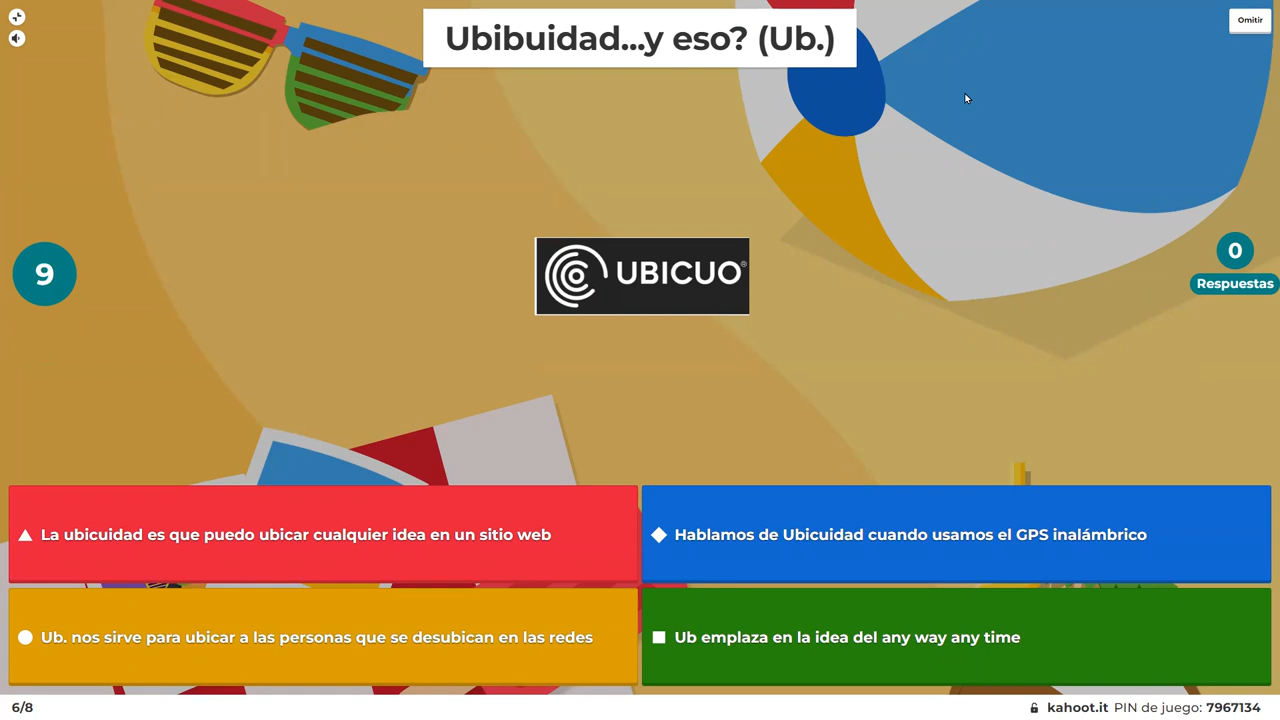 Ubibuidad...y eso? (Ub.)
Omitir
9
UBICUO®
0
Respuestas
La ubicuidad es que puedo ubicar cualquier idea en un sitio web
Hablamos de Ubicuidad cuando usamos el GPS inalámbrico
Ub. nos sirve para ubicar a las personas que se desubican en las redes
Ub emplaza en la idea del any way any time
6/8
kahoot.it PIN de juego: 7967134